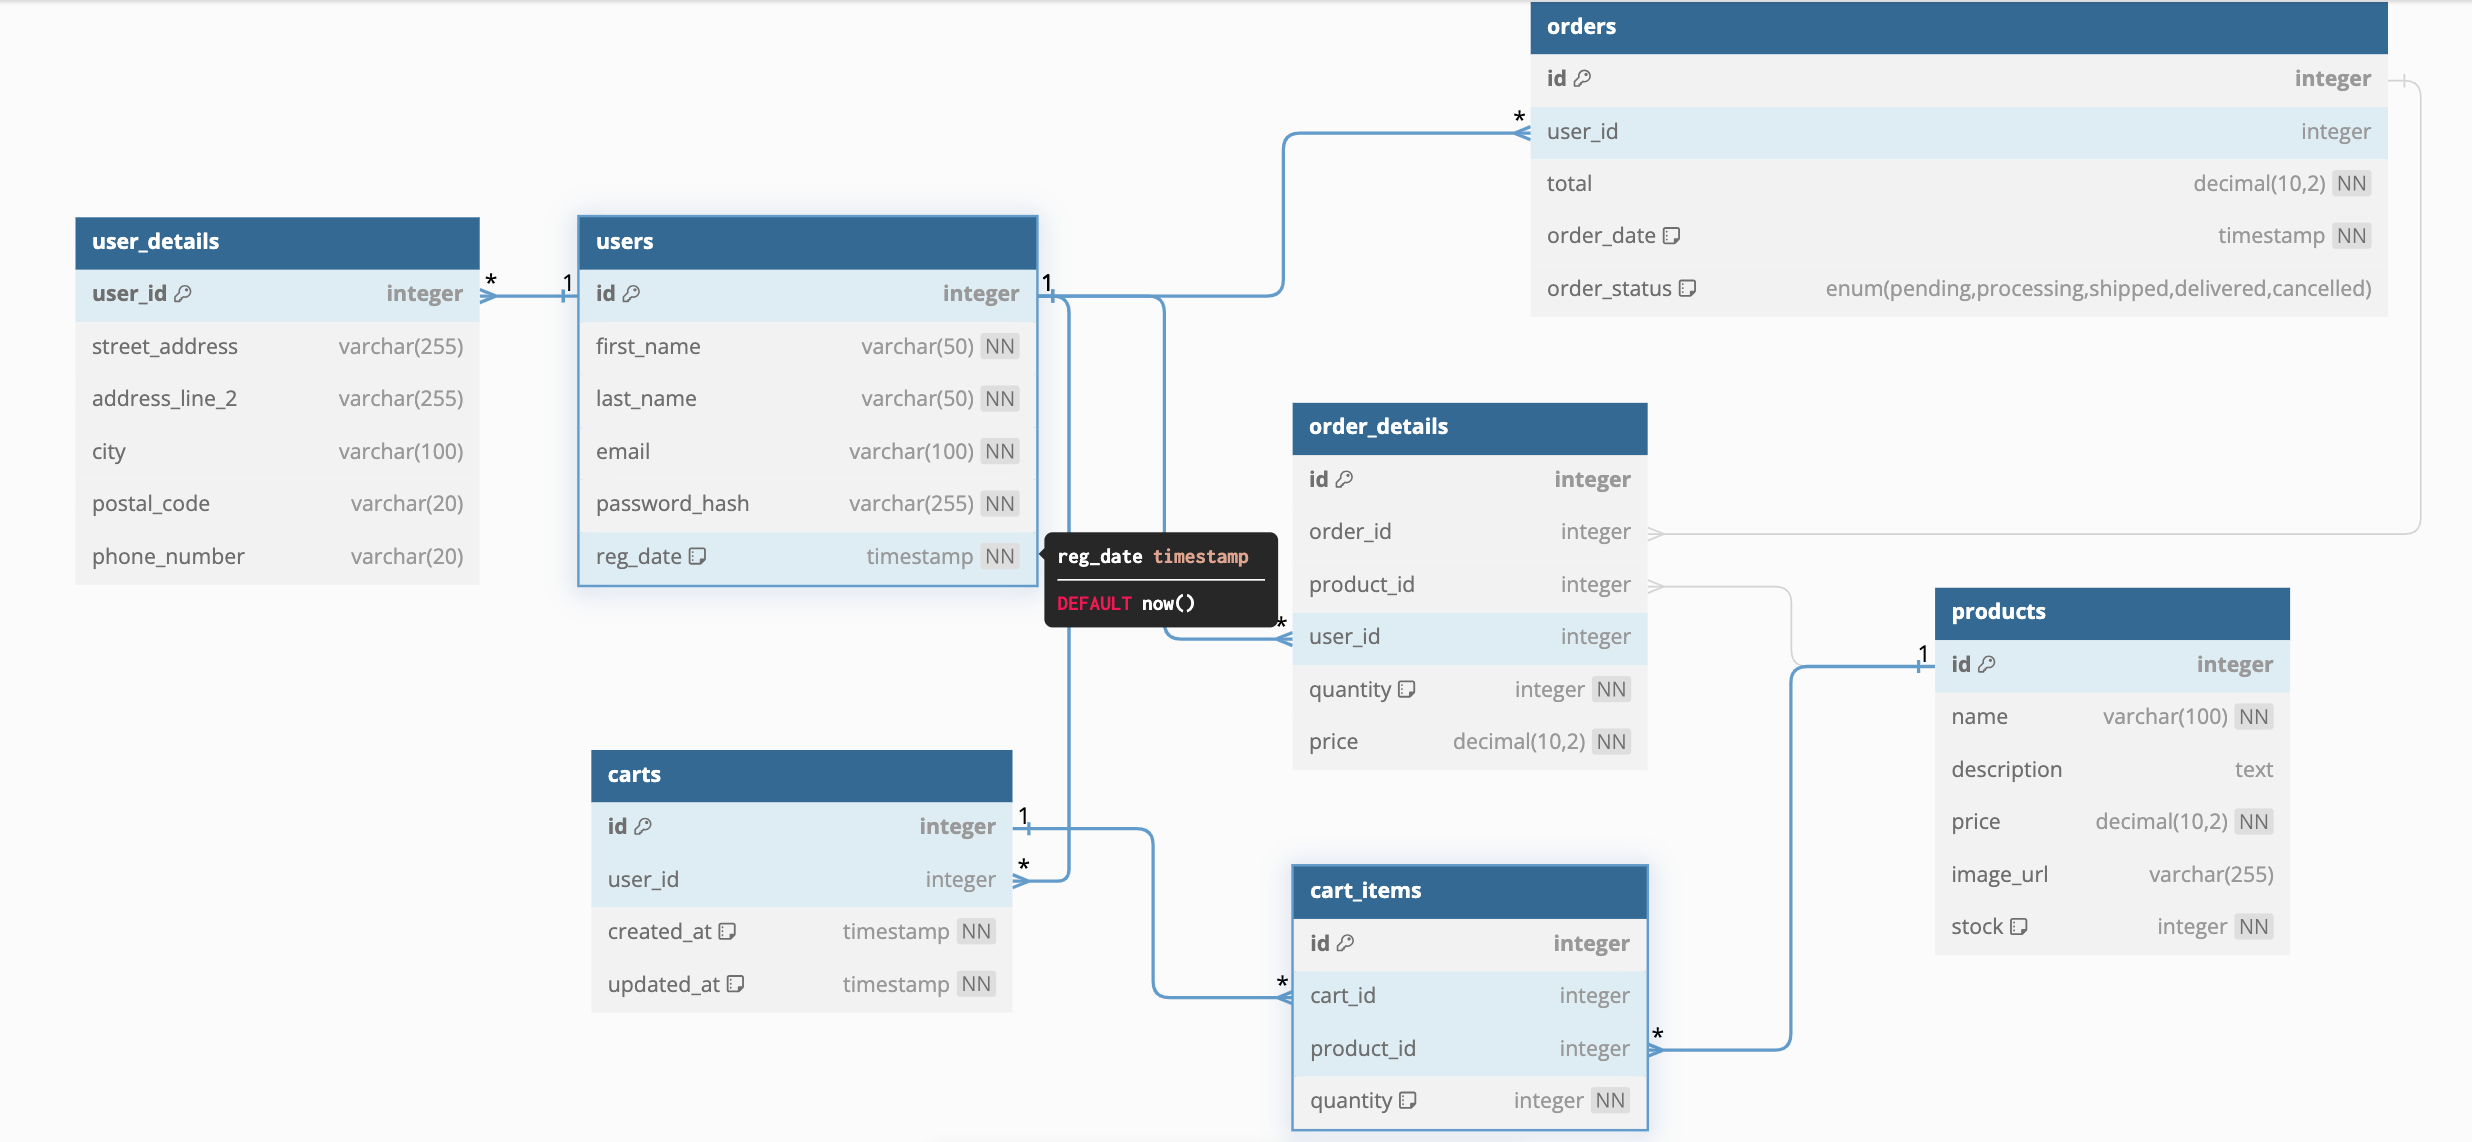 orders
id integer
* user_id integer
total decimal(10,2) NN
order_date timestamp NN
order_status enum(pending,processing,shipped,delivered,cancelled)
user_details
user_id integer * 1
street_address varchar(255)
address_line_2 varchar(255)
city varchar(100)
postal_code varchar(20)
phone_number varchar(20)
users
id integer 1
first_name varchar(50) NN
last_name varchar(50) NN
email varchar(100) NN
password_hash varchar(255) NN
reg_date timestamp NN
reg_date timestamp
DEFAULT now()
order_details
id integer
order_id integer
product_id integer
* user_id integer
quantity integer NN
price decimal(10,2) NN
products
1 id integer
name varchar(100) NN
description text
price decimal(10,2) NN
image_url varchar(255)
stock integer NN
carts
id integer 1
user_id integer *
created_at timestamp NN
updated_at timestamp NN
cart_items
id integer
* cart_id integer
product_id integer *
quantity integer NN